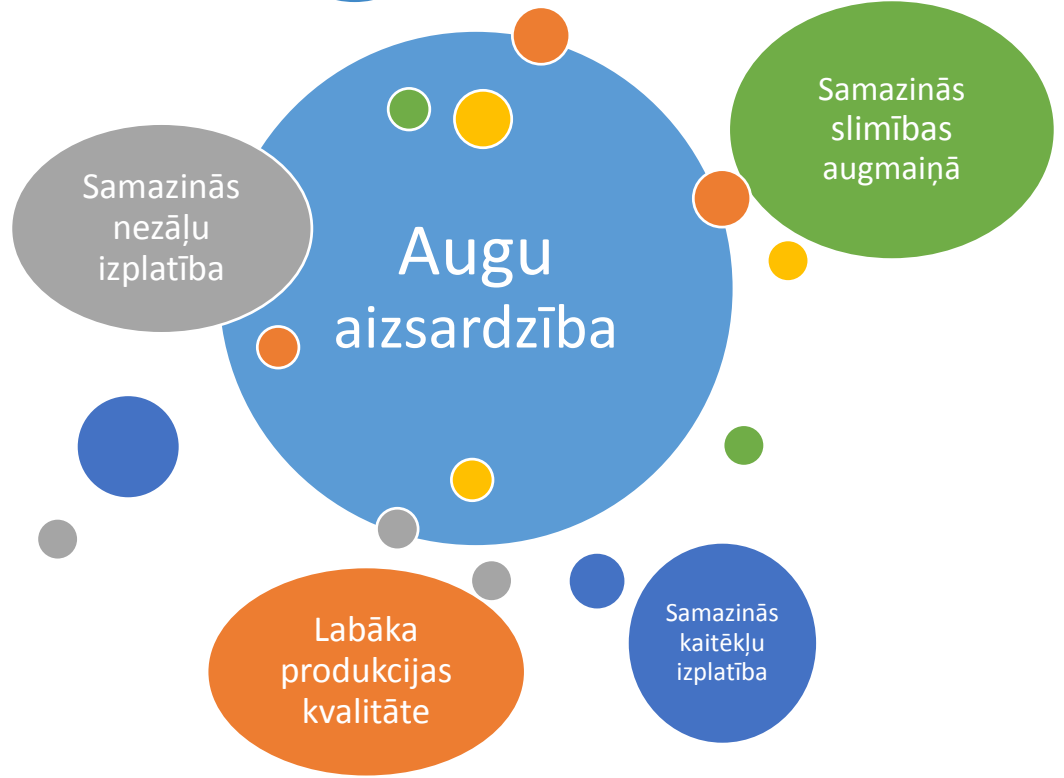 Samazinās
slimības
augmaiņā
Samazinās
nezāļu
izplatība
Augu
aizsardzība
Labāka
produkcijas
kvalitāte
Samazinās
kaitēkļu
izplatība